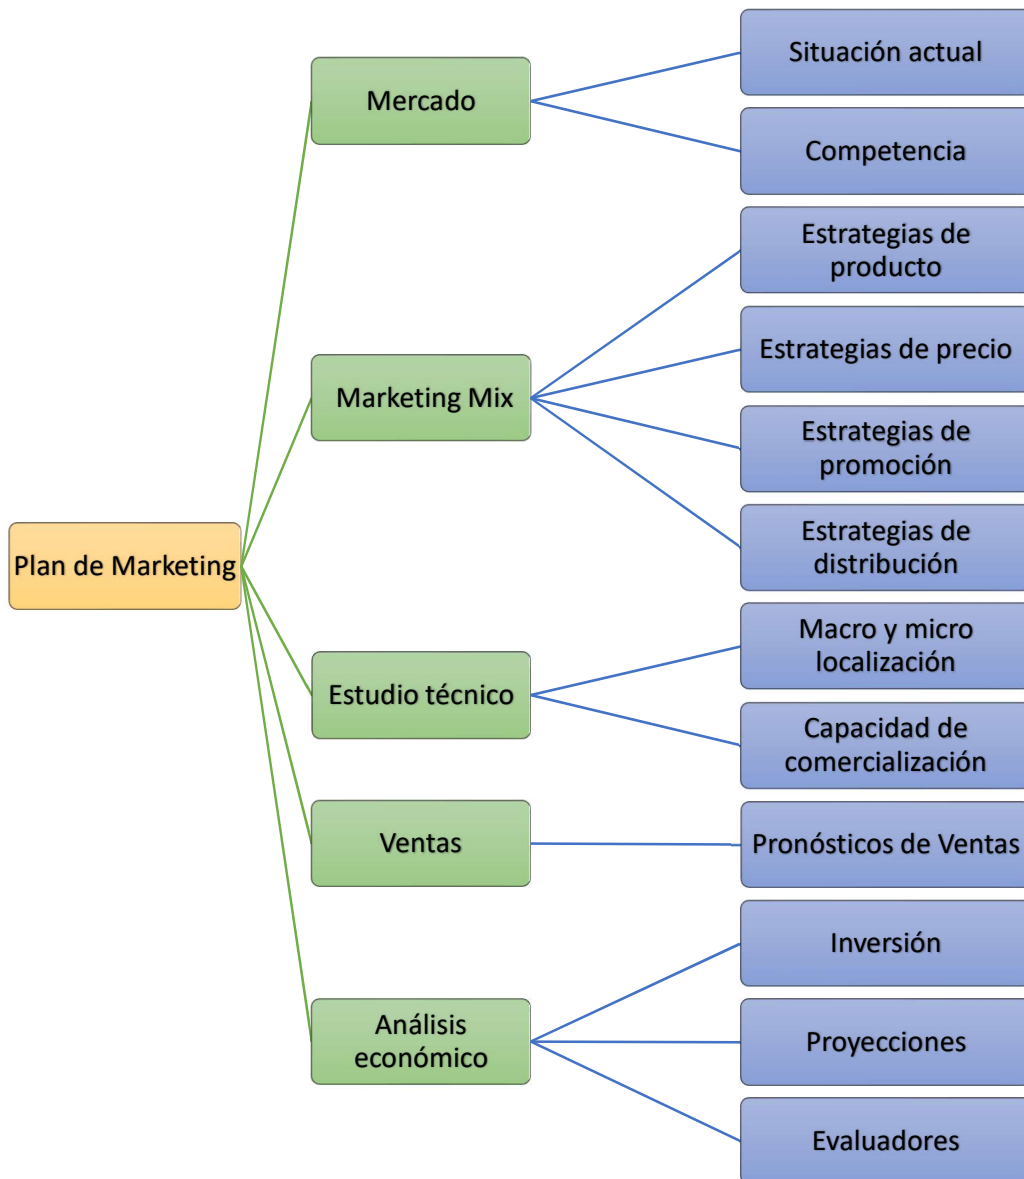 Plan de Marketing
Mercado
Situación actual
Competencia
Marketing Mix
Estrategias de
producto
Estrategias de precio
Estrategias de
promoción
Estrategias de
distribución
Estudio técnico
Macro y micro
localización
Capacidad de
comercialización
Ventas
Pronósticos de Ventas
Análisis
económico
Inversión
Proyecciones
Evaluadores